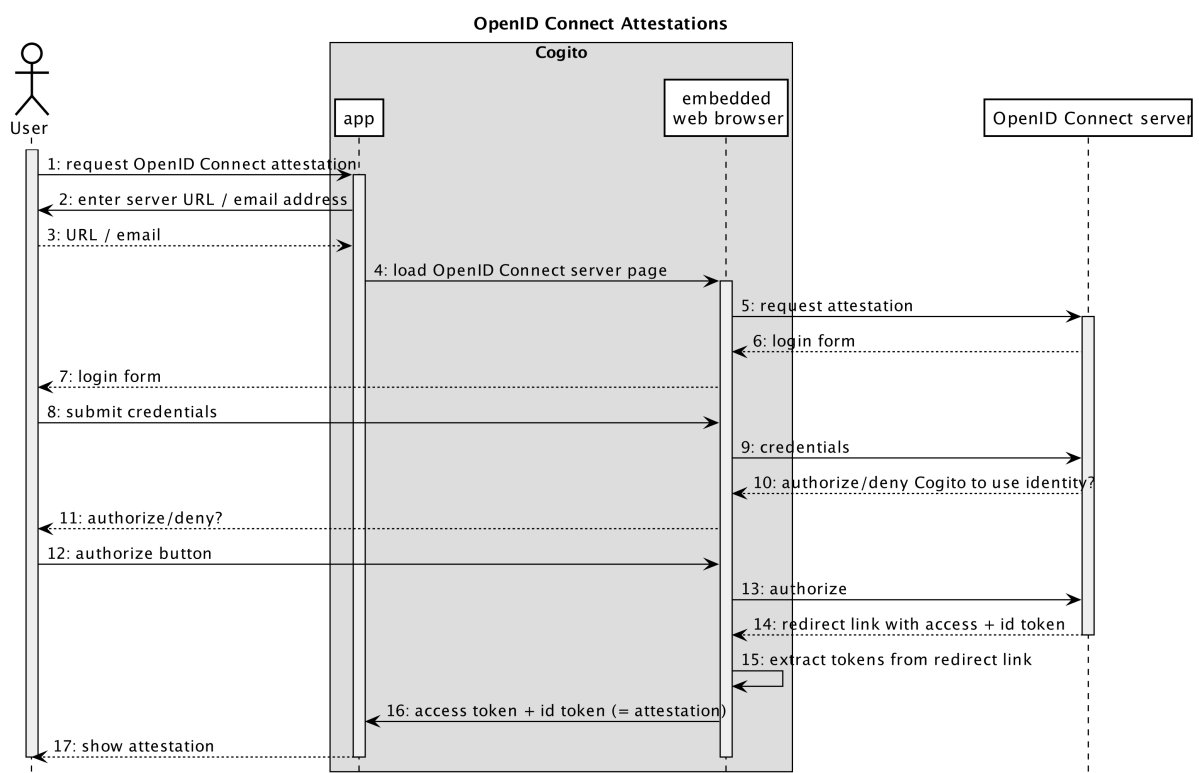 OpenID Connect Attestations
Cogito
User
app
embedded
web browser
OpenID Connect server
1: request OpenID Connect attestation
2: enter server URL / email address
3: URL / email
4: load OpenID Connect server page
5: request attestation
6: login form
7: login form
8: submit credentials
9: credentials
10: authorize/deny Cogito to use identity?
11: authorize/deny?
12: authorize button
13: authorize
14: redirect link with access + id token
15: extract tokens from redirect link
16: access token + id token (= attestation)
17: show attestation